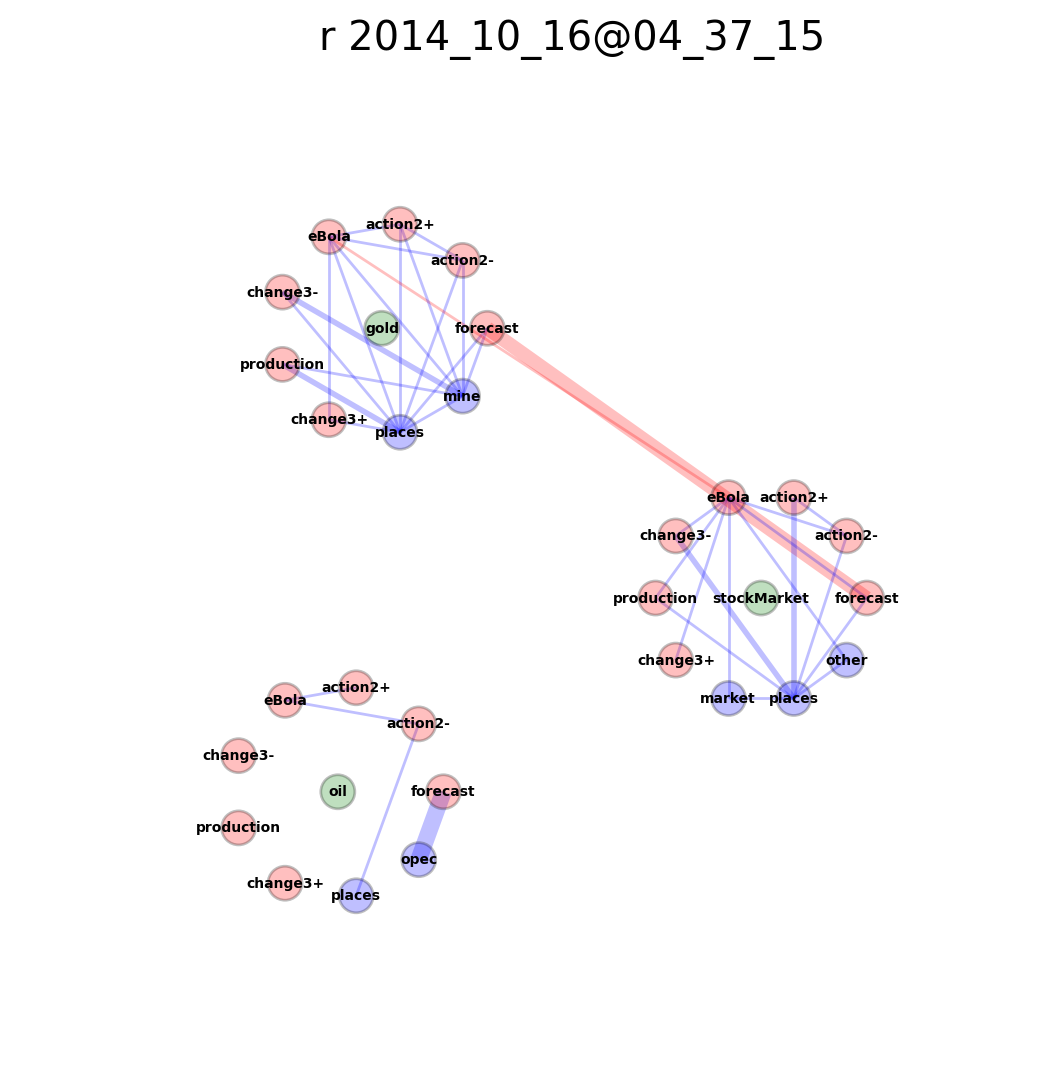 r 2014_10_16@04_37_15
action2+
eBola
action2-
change3-
gold
forecast
production
mine
change3+
places
eBola
action2+
change3-
action2-
production
stockMarket
forecast
change3+
other
market
places
action2+
eBola
action2-
change3-
oil
forecast
production
opec
change3+
places